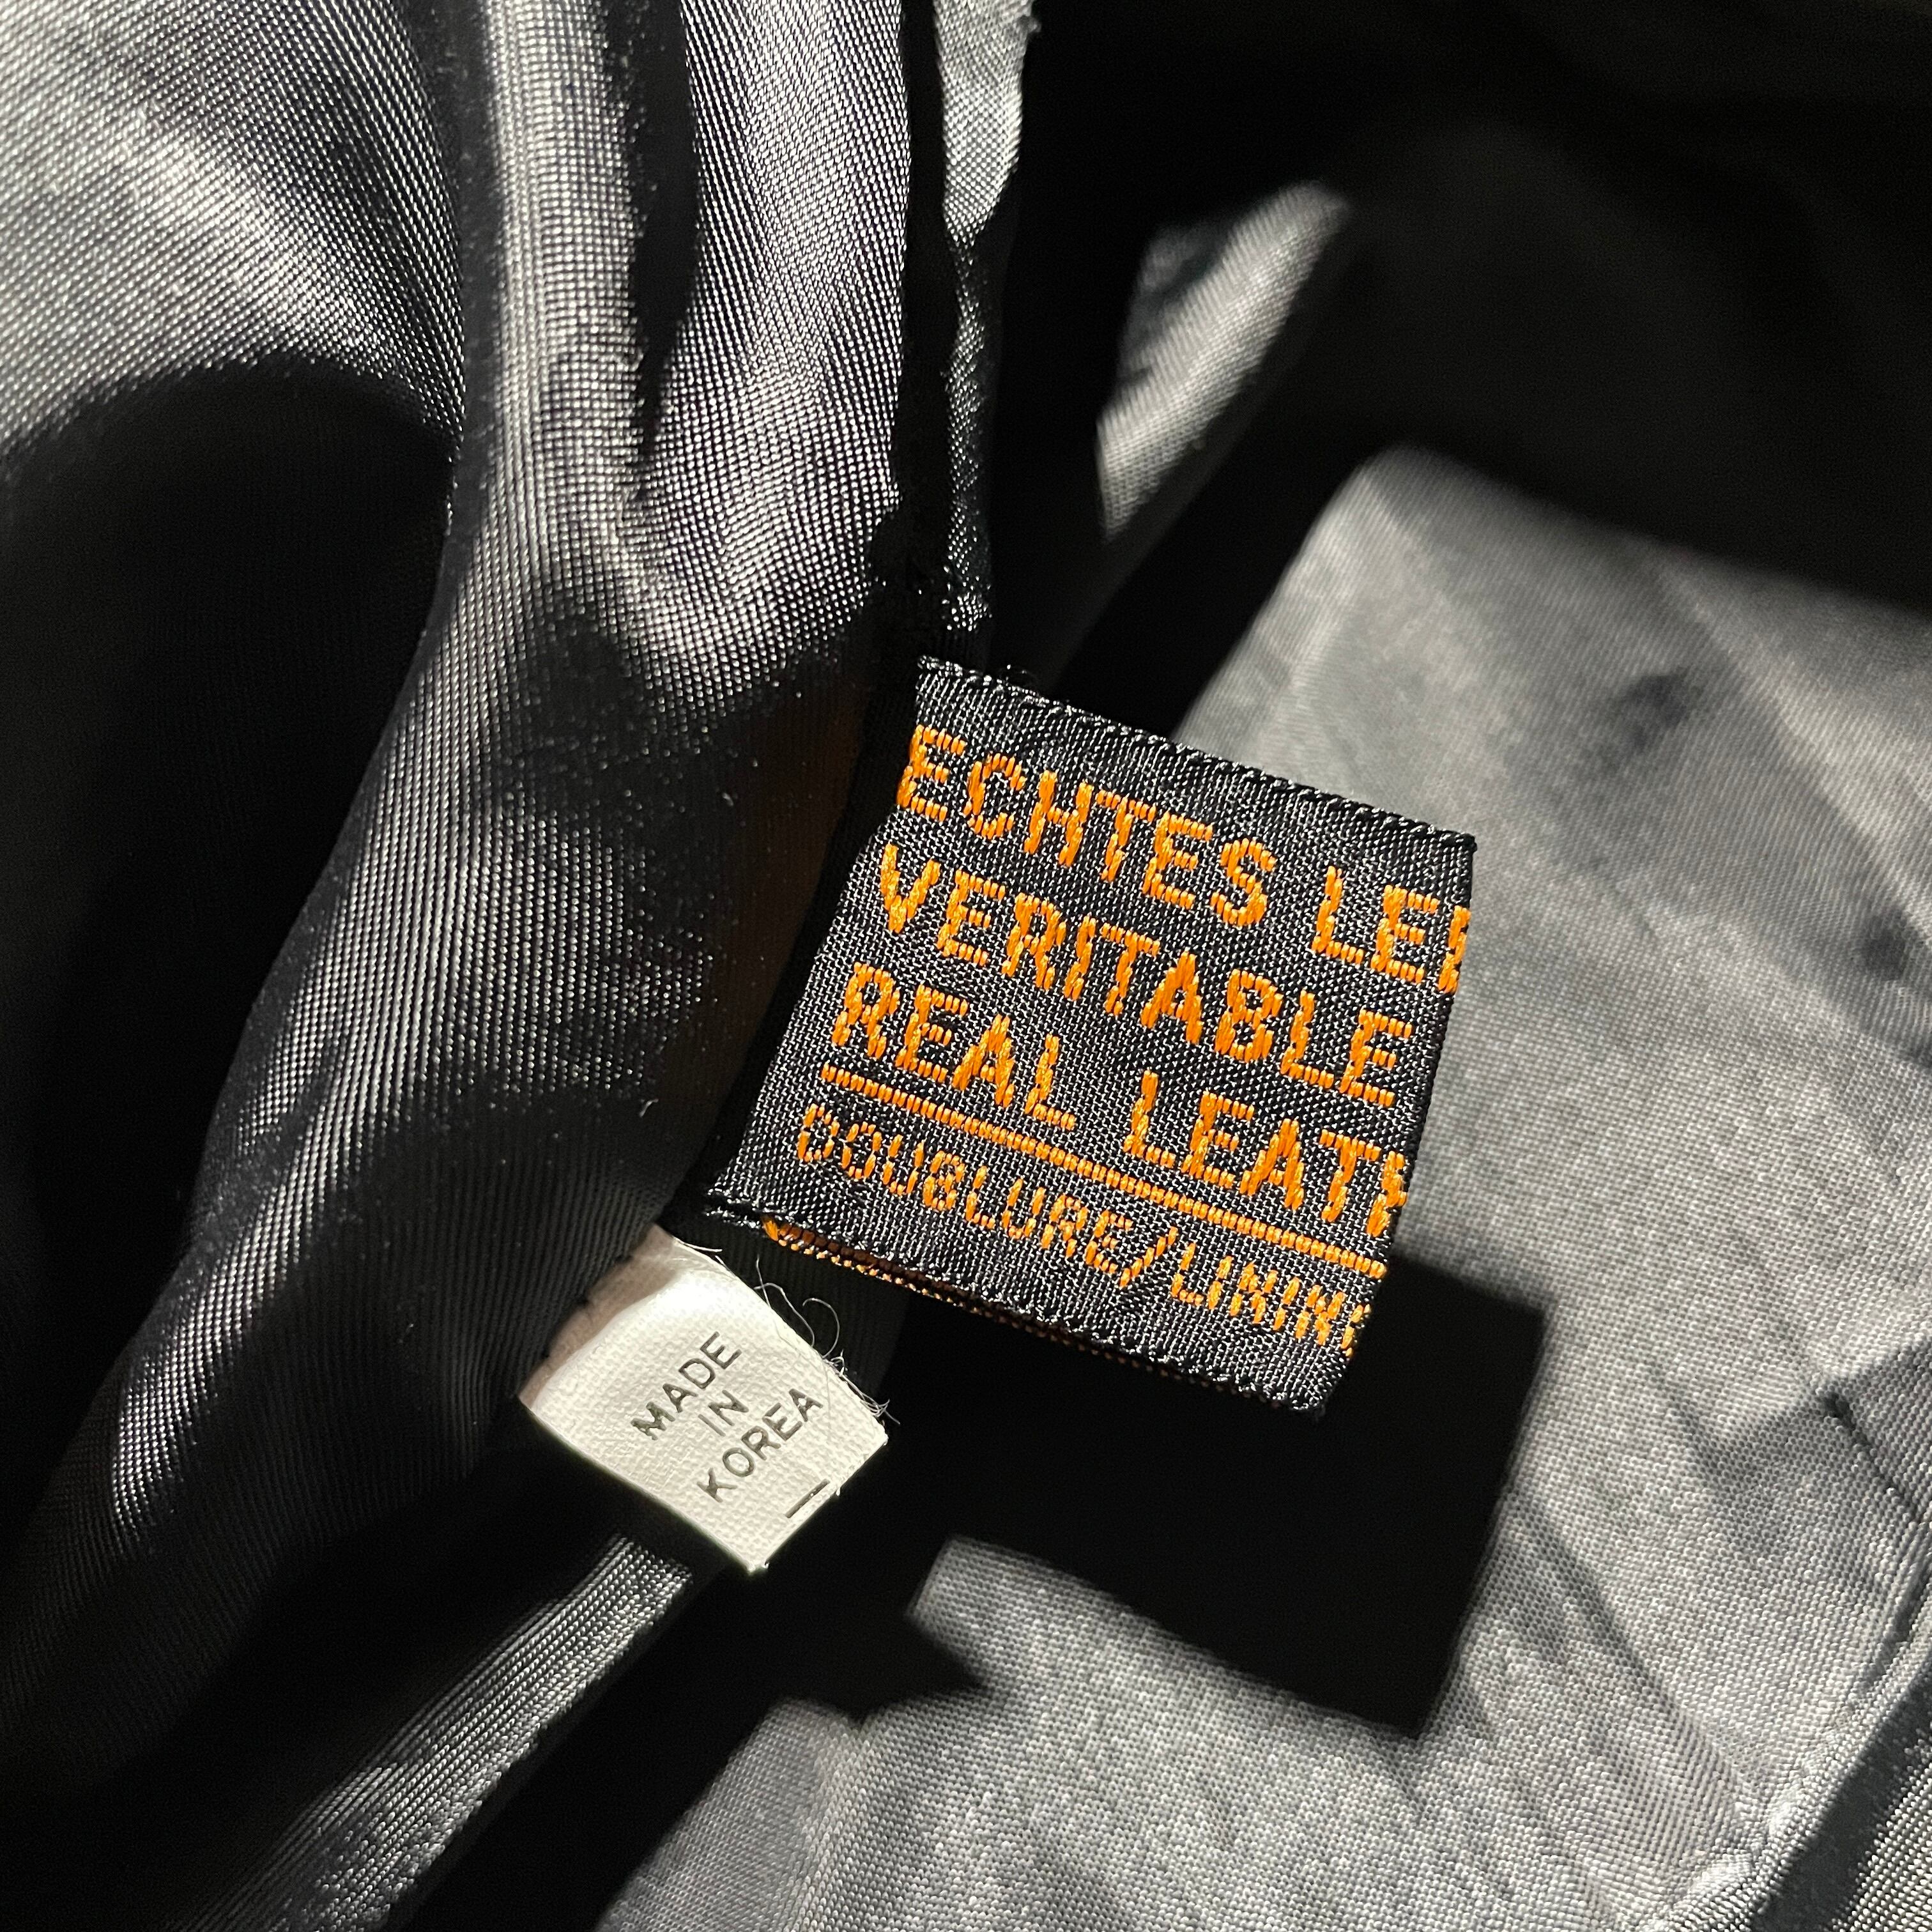 ECHTES LE
VERITABLE
REAL LEAT
DOUBLURE/LININ
MADE
IN
KOREA